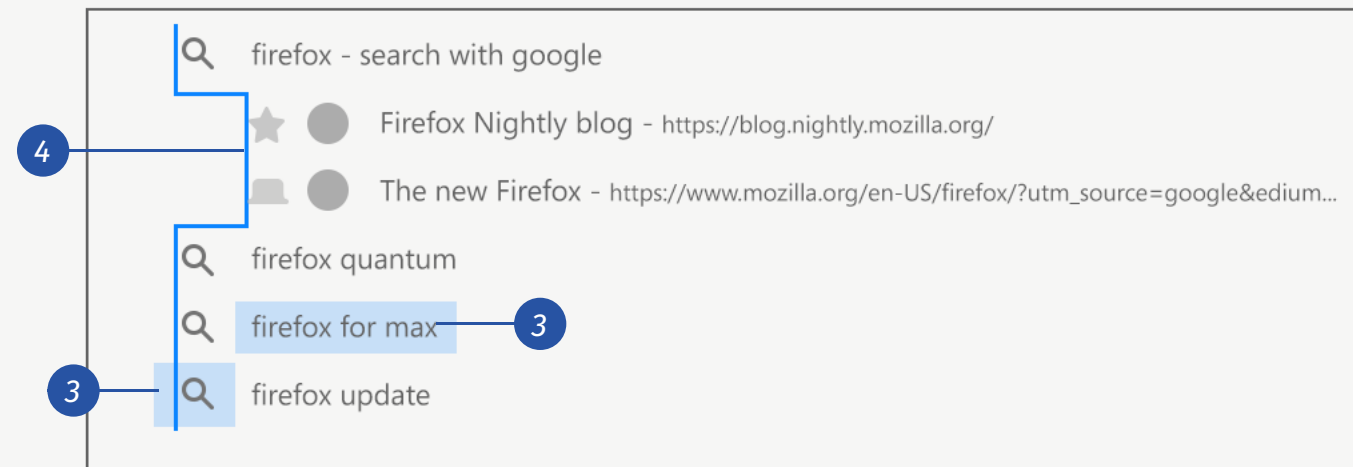 firefox - search with google
Firefox Nightly blog - https://blog.nightly.mozilla.org/
4
The new Firefox - https://www.mozilla.org/en-US/firefox/?utm_source=google&edium...
firefox quantum
firefox for max 3
3 firefox update